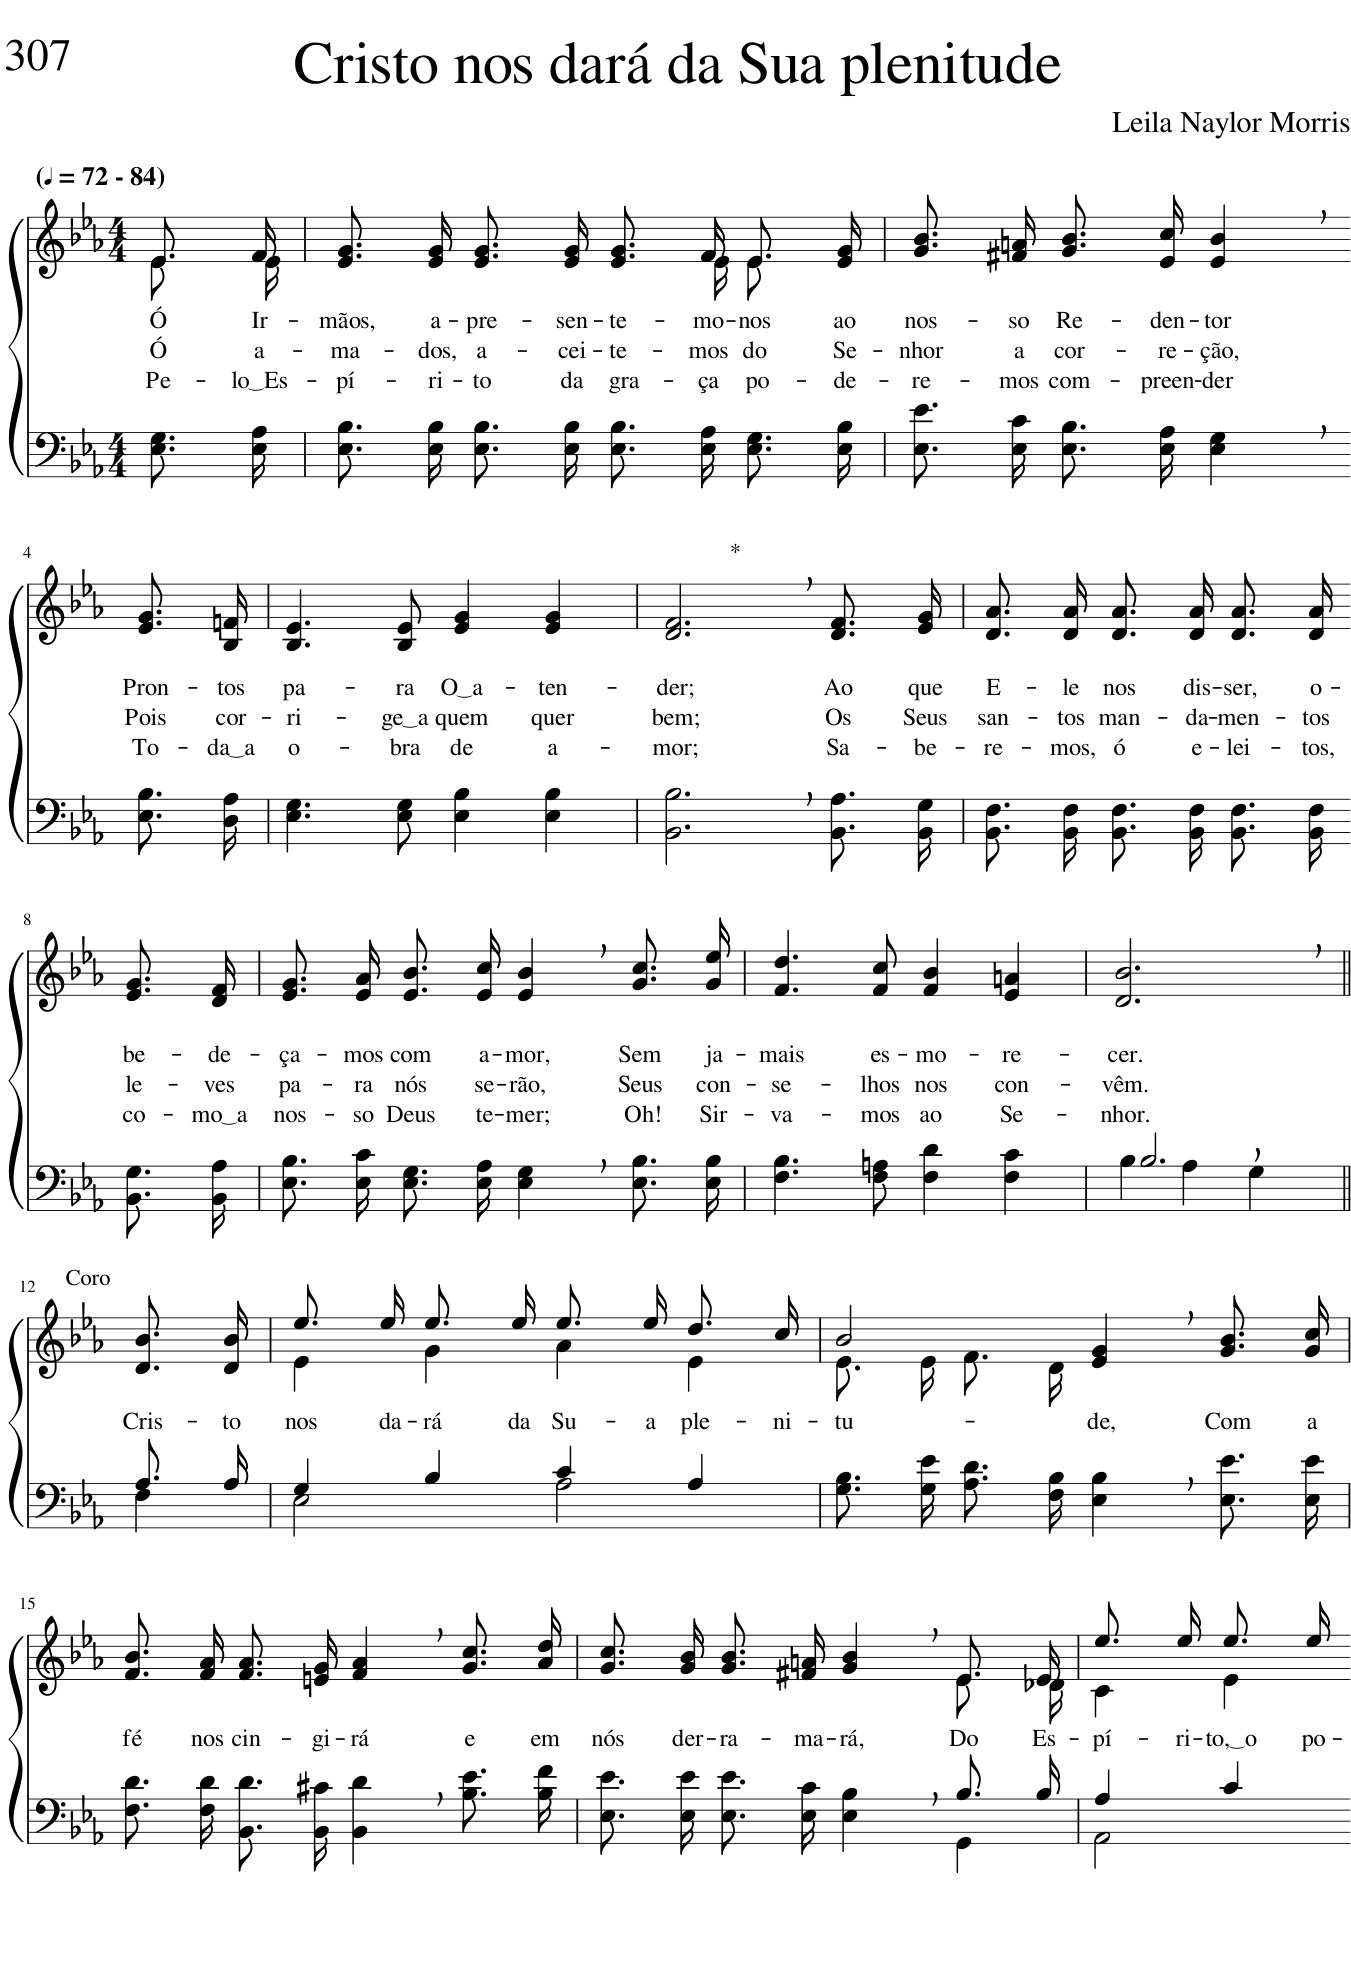 307
Cristo nos dará da Sua plenitude
Leila Naylor Morris
(♩ = 72 - 84)
Ó Ir - mãos, a - pre - sen - te - mo - nos ao nos - so Re - den - tor
Ó a - ma - dos, a - cei - te - mos do Se - nhor a cor - re - ção,
Pe - lo‿Es - pí - ri - to da gra - ça po - de - re - mos com - preen - der
4
*
Pron - tos pa - ra O‿a - ten - der; Ao que E - le nos dis - ser, o -
Pois cor - ri - ge‿a quem quer bem; Os Seus san - tos man - da - men - tos
To - da‿a o - bra de a - mor; Sa - be - re - mos, ó e - lei - tos,
8
be - de - ça - mos com a - mor, Sem ja - mais es - mo - re - cer.
le - ves pa - ra nós se - rão, Seus con - se - lhos nos con - vêm.
co - mo‿a nos - so Deus te - mer; Oh! Sir - va - mos ao Se - nhor.
12 Coro
Cris - to nos da - rá da Su - a ple - ni - tu - de, Com a
15
fé nos cin - gi - rá e em nós der - ra - ma - rá, Do Es - pí - ri - to,‿o po -